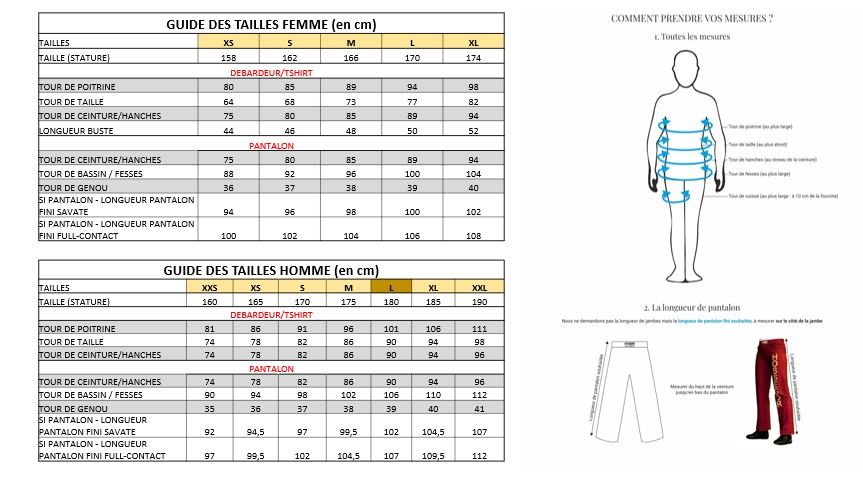 GUIDE DES TAILLES FEMME (en cm)
TAILLES XS S M L XL
TAILLE (STATURE) 158 162 166 170 174
DEBARDEUR/TSHIRT
TOUR DE POITRINE 80 85 89 94 98
TOUR DE TAILLE 64 68 73 77 82
TOUR DE CEINTURE/HANCHES 75 80 85 89 94
LONGUEUR BUSTE 44 46 48 50 52
PANTALON
TOUR DE CEINTURE/HANCHES 75 80 85 89 94
TOUR DE BASSIN / FESSES 88 92 96 100 104
TOUR DE GENOU 36 37 38 39 40
SI PANTALON - LONGUEUR PANTALON
FINI SAVATE 94 96 98 100 102
SI PANTALON - LONGUEUR PANTALON
FINI FULL-CONTACT 100 102 104 106 108
GUIDE DES TAILLES HOMME (en cm)
TAILLES XXS XS S M L XL XXL
TAILLE (STATURE) 160 165 170 175 180 185 190
DEBARDEUR/TSHIRT
TOUR DE POITRINE 81 86 91 96 101 106 111
TOUR DE TAILLE 74 78 82 86 90 94 98
TOUR DE CEINTURE/HANCHES 74 78 82 86 90 94 96
PANTALON
TOUR DE CEINTURE/HANCHES 74 78 82 86 90 94 96
TOUR DE BASSIN / FESSES 90 94 98 102 106 110 112
TOUR DE GENOU 35 36 37 38 39 40 41
SI PANTALON - LONGUEUR
PANTALON FINI SAVATE 92 94,5 97 99,5 102 104,5 107
SI PANTALON - LONGUEUR
PANTALON FINI FULL-CONTACT 97 99,5 102 104,5 107 109,5 112
COMMENT PRENDRE VOS MESURES ?
1. Toutes les mesures
Tour de poitrine (au plus large)
Tour de taille (au plus étroit)
Tour de hanches (au niveau de la ceinture)
Tour de fesses (au plus large)
Tour de cuisse (au plus large : à 10 cm de la fourche)
2. La longueur de pantalon
Nous ne demandons pas la longueur de jambes mais la longueur de pantalon fini souhaitée, à mesurer sur le côté de la jambe
Longueur de pantalon souhaitée
Mesurer du haut de la ceinture
jusqu'en bas du pantalon
Longueur de pantalon souhaitée